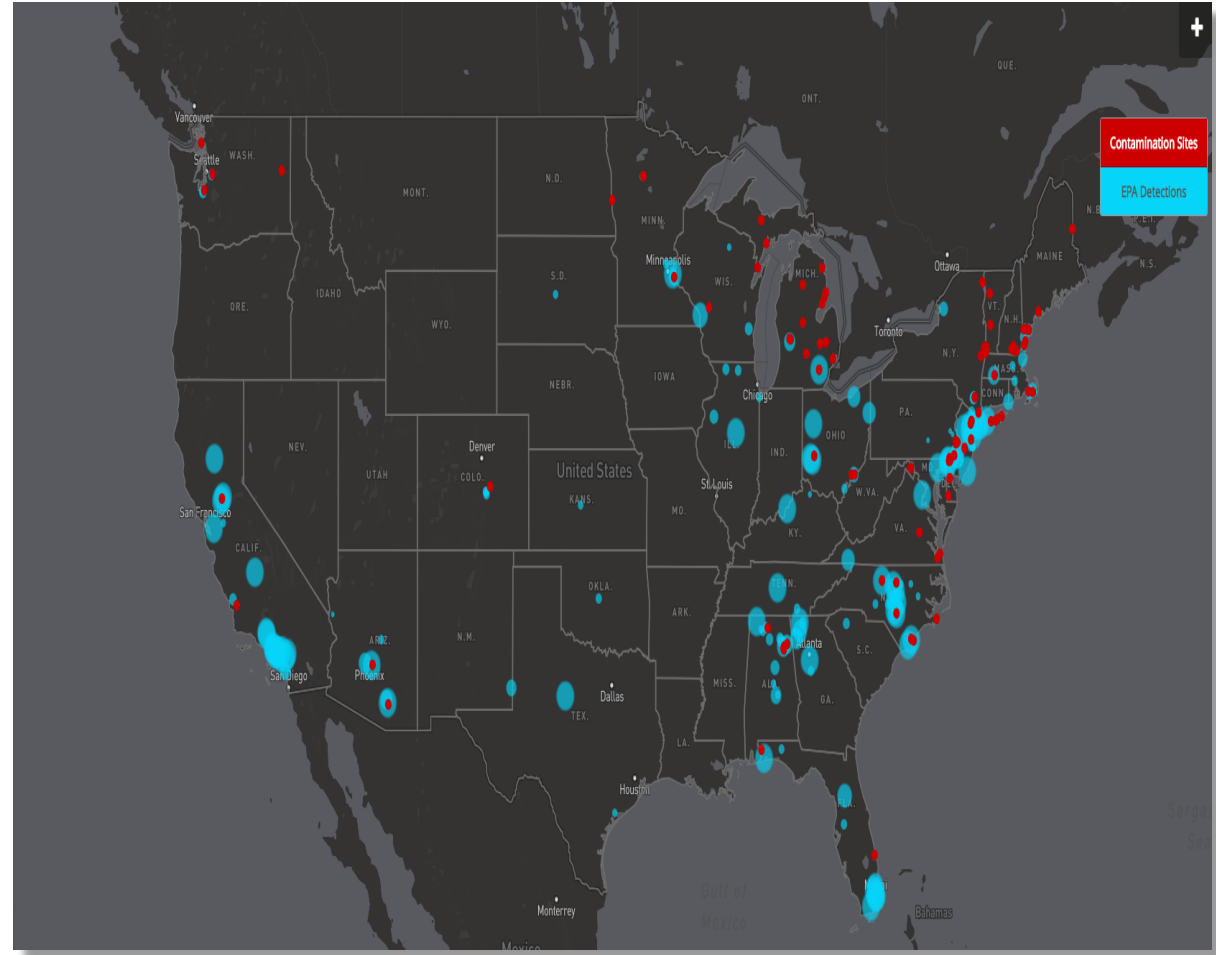 +
QUE.
ONT.
Vancouver
Contamination Sites
Seattle
WASH.
N.D.
MONT.
EPA Detections
N.B.
P.E.I.
MINN.
MAINE
Ottawa
N.S.
Minneapolis
MICH.
S.D.
WIS.
IDAHO
ORE.
VT.
N.H.
WYO.
Toronto
N.Y.
MASS.
IOWA
NEBR.
CONN.
Chicago
PA.
OHIO
NEV.
Denver
ILL.
IND.
United States
UTAH
COLO.
MD.
DEL.
St. Louis
W.VA.
KANS.
San Francisco
MO.
VA.
KY.
CALIF.
TENN.
OKLA.
ARK.
N.M.
ARIZ.
Atlanta
S.C.
San Diego
Phoenix
MISS.
Dallas
GA.
TEX.
LA.
Houston
FLA.
Gulf of
Mexico
Bahamas
Monterrey
Mexico